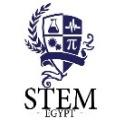 π
STEM
- EGYPT -